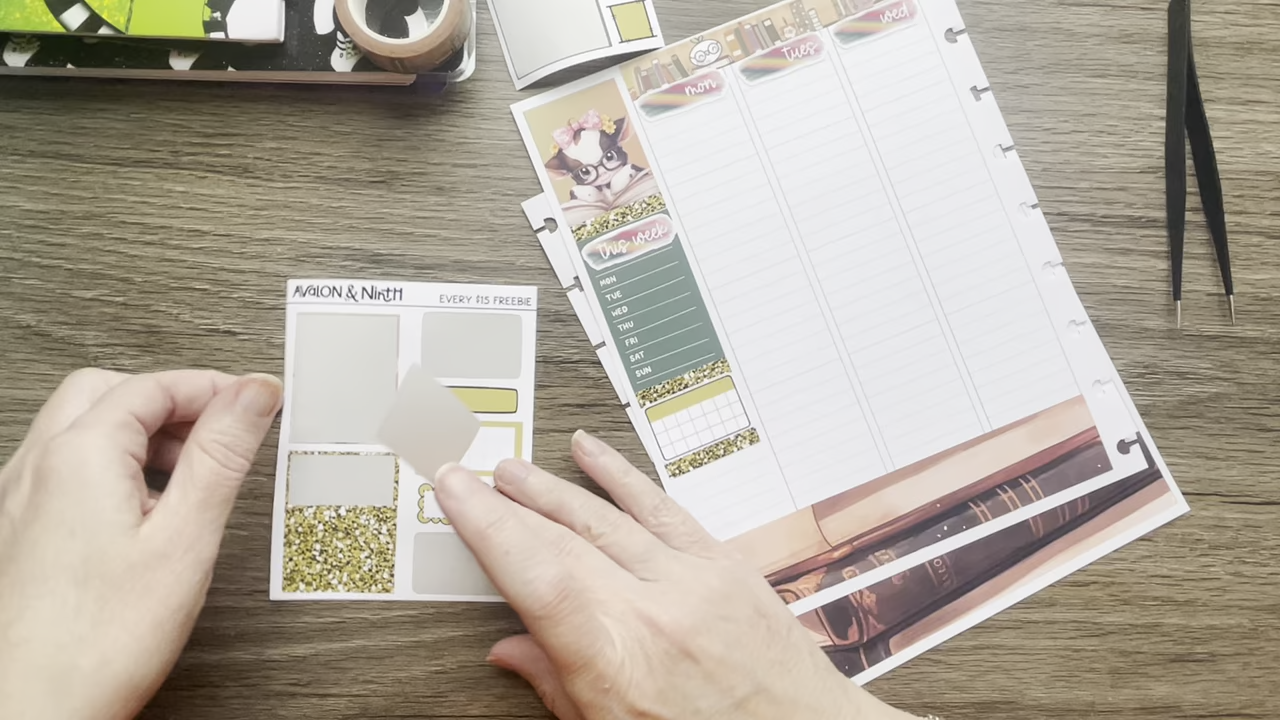 wed
tues
mon
this week
MON
TUE
WED
THU
FRI
SAT
SUN
AVALON & NINTH EVERY $15 FREEBIE